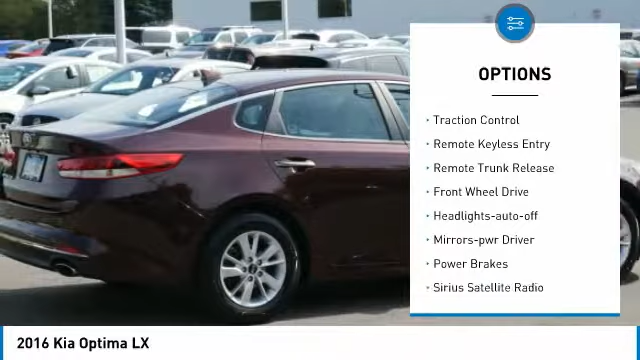 OPTIONS
Traction Control
Remote Keyless Entry
Remote Trunk Release
Front Wheel Drive
Headlights-auto-off
Mirrors-pwr Driver
Power Brakes
Sirius Satellite Radio
2016 Kia Optima LX